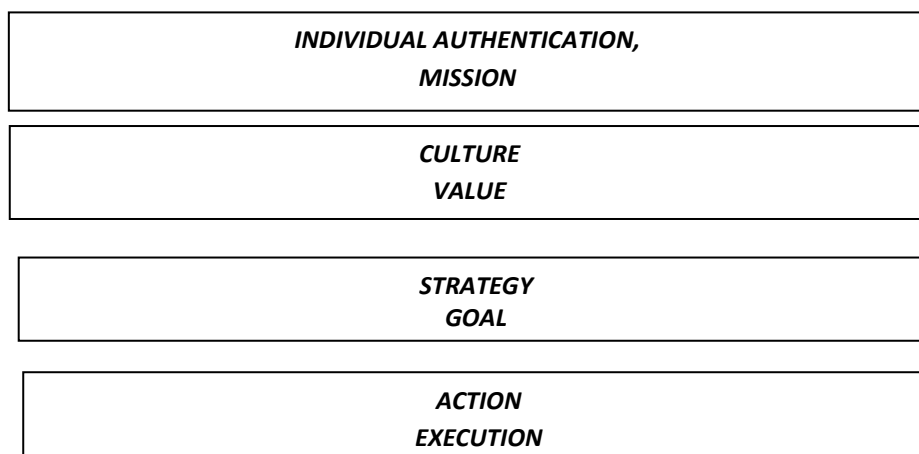 INDIVIDUAL AUTHENTICATION,
MISSION
CULTURE
VALUE
STRATEGY
GOAL
ACTION
EXECUTION